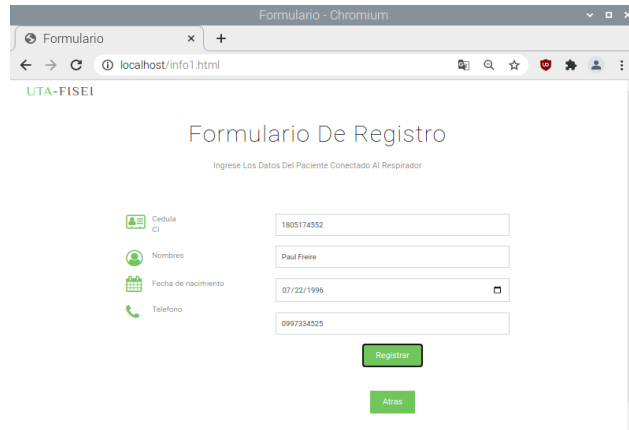 Formulario - Chromium
Formulario
localhost/info1.html
UTA-FISEI
Formulario De Registro
Ingrese Los Datos Del Paciente Conectado Al Respirador
Cedula
CI
1805174552
Nombres
Paul Freire
Fecha de nacimiento
07/22/1996
Telefono
0997334525
Registrar
Atras